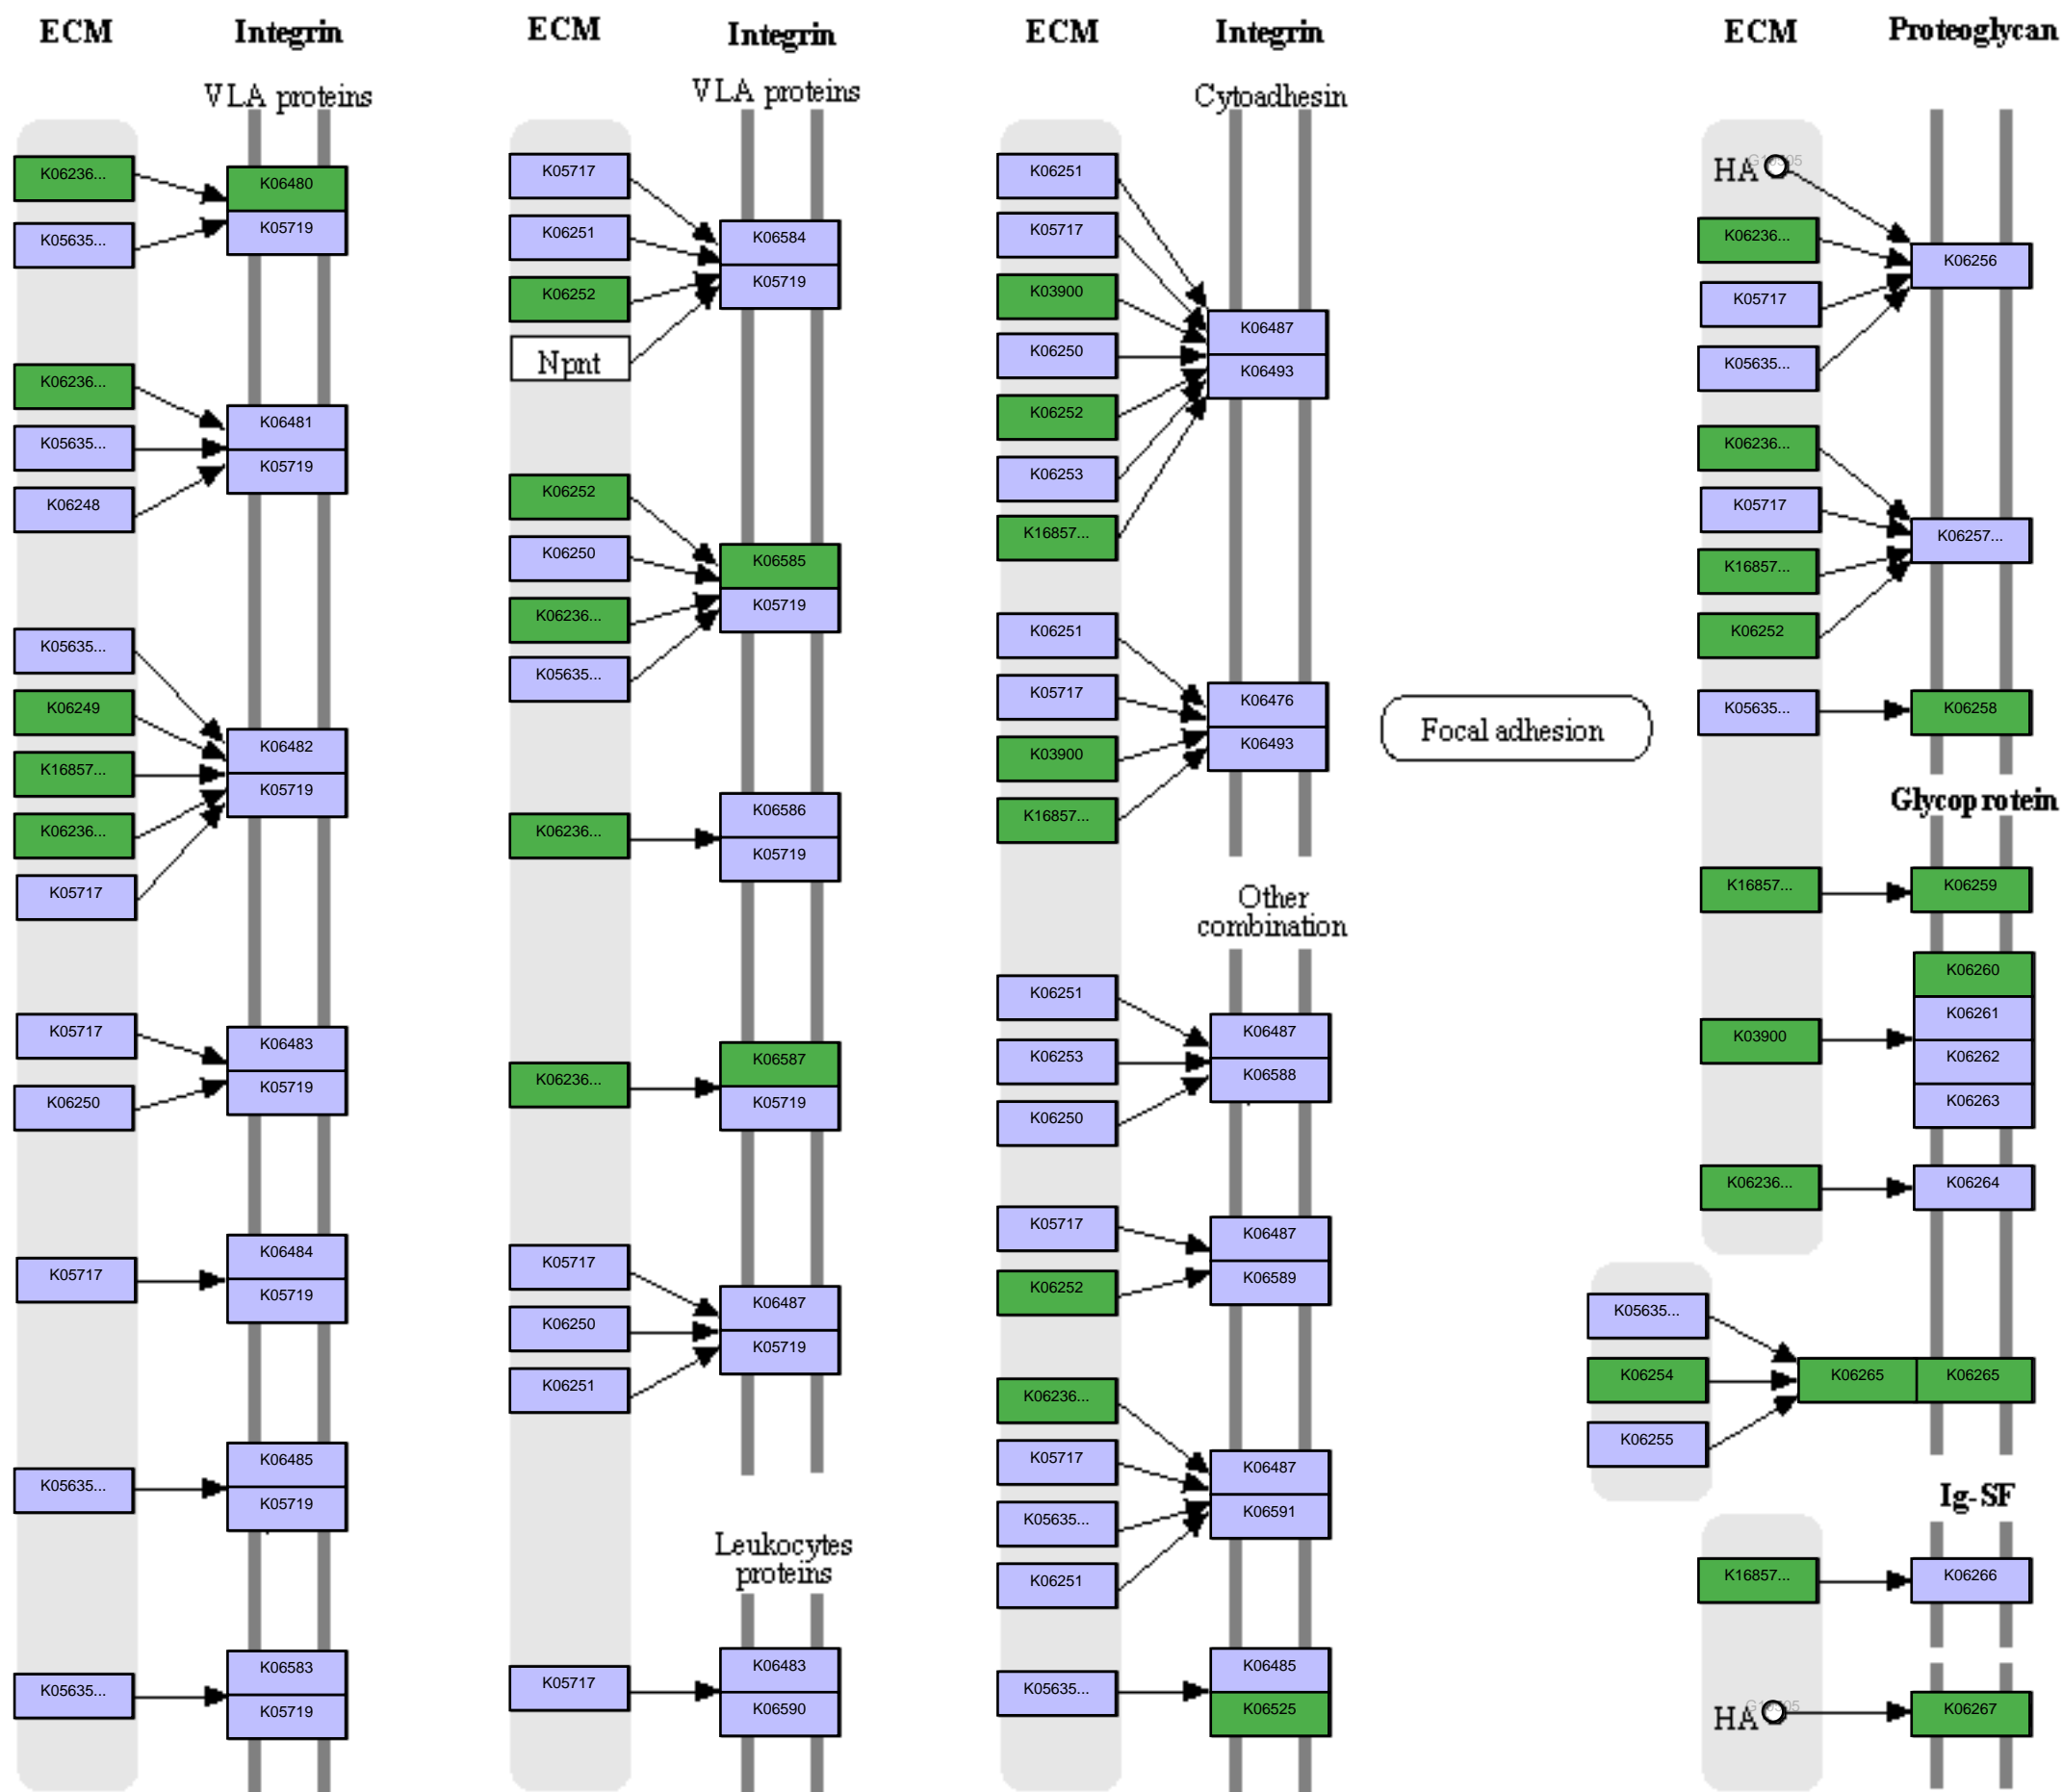 ECM
Integrin
VLA proteins
K06236...
K06480
K05719
K05635...
K06236...
K06481
K05635...
K05719
K06248
K05635...
K06249
K06482
K16857...
K05719
K06236...
K05717
K05717
K06483
K05719
K06250
K06484
K05717
K05719
K06485
K05635...
K05719
K06583
K05635...
K05719
ECM
Integrin
VLA proteins
K05717
K06251
K06584
K06252
K05719
Npnt
K06252
K06250
K06585
K06236...
K05719
K05635...
K06586
K06236...
K05719
K06587
K06236...
K05719
K05717
K06487
K06250
K05719
K06251
Leukocytes
proteins
K06483
K05717
K06590
ECM
Integrin
Cytoadhesin
K06251
K05717
K03900
K06487
K06250
K06493
K06252
K06253
K16857...
K06251
K05717
K06476
K03900
K06493
K16857...
Other
combination
K06251
K06487
K06253
K06588
K06250
K05717
K06487
K06252
K06589
K06236...
K05717
K06487
K05635...
K06591
K06251
K06485
K05635...
K06525
Focal adhesion
ECM
Proteoglycan
HA
K06236...
K06256
K05717
K05635...
K06236...
K05717
K06257...
K16857...
K06252
K05635...
K06258
Glycoprotein
K16857...
K06259
K06260
K06261
K03900
K06262
K06263
K06236...
K06264
K05635...
K06254
K06265
K06265
K06255
Ig-SF
K16857...
K06266
HA
K06267